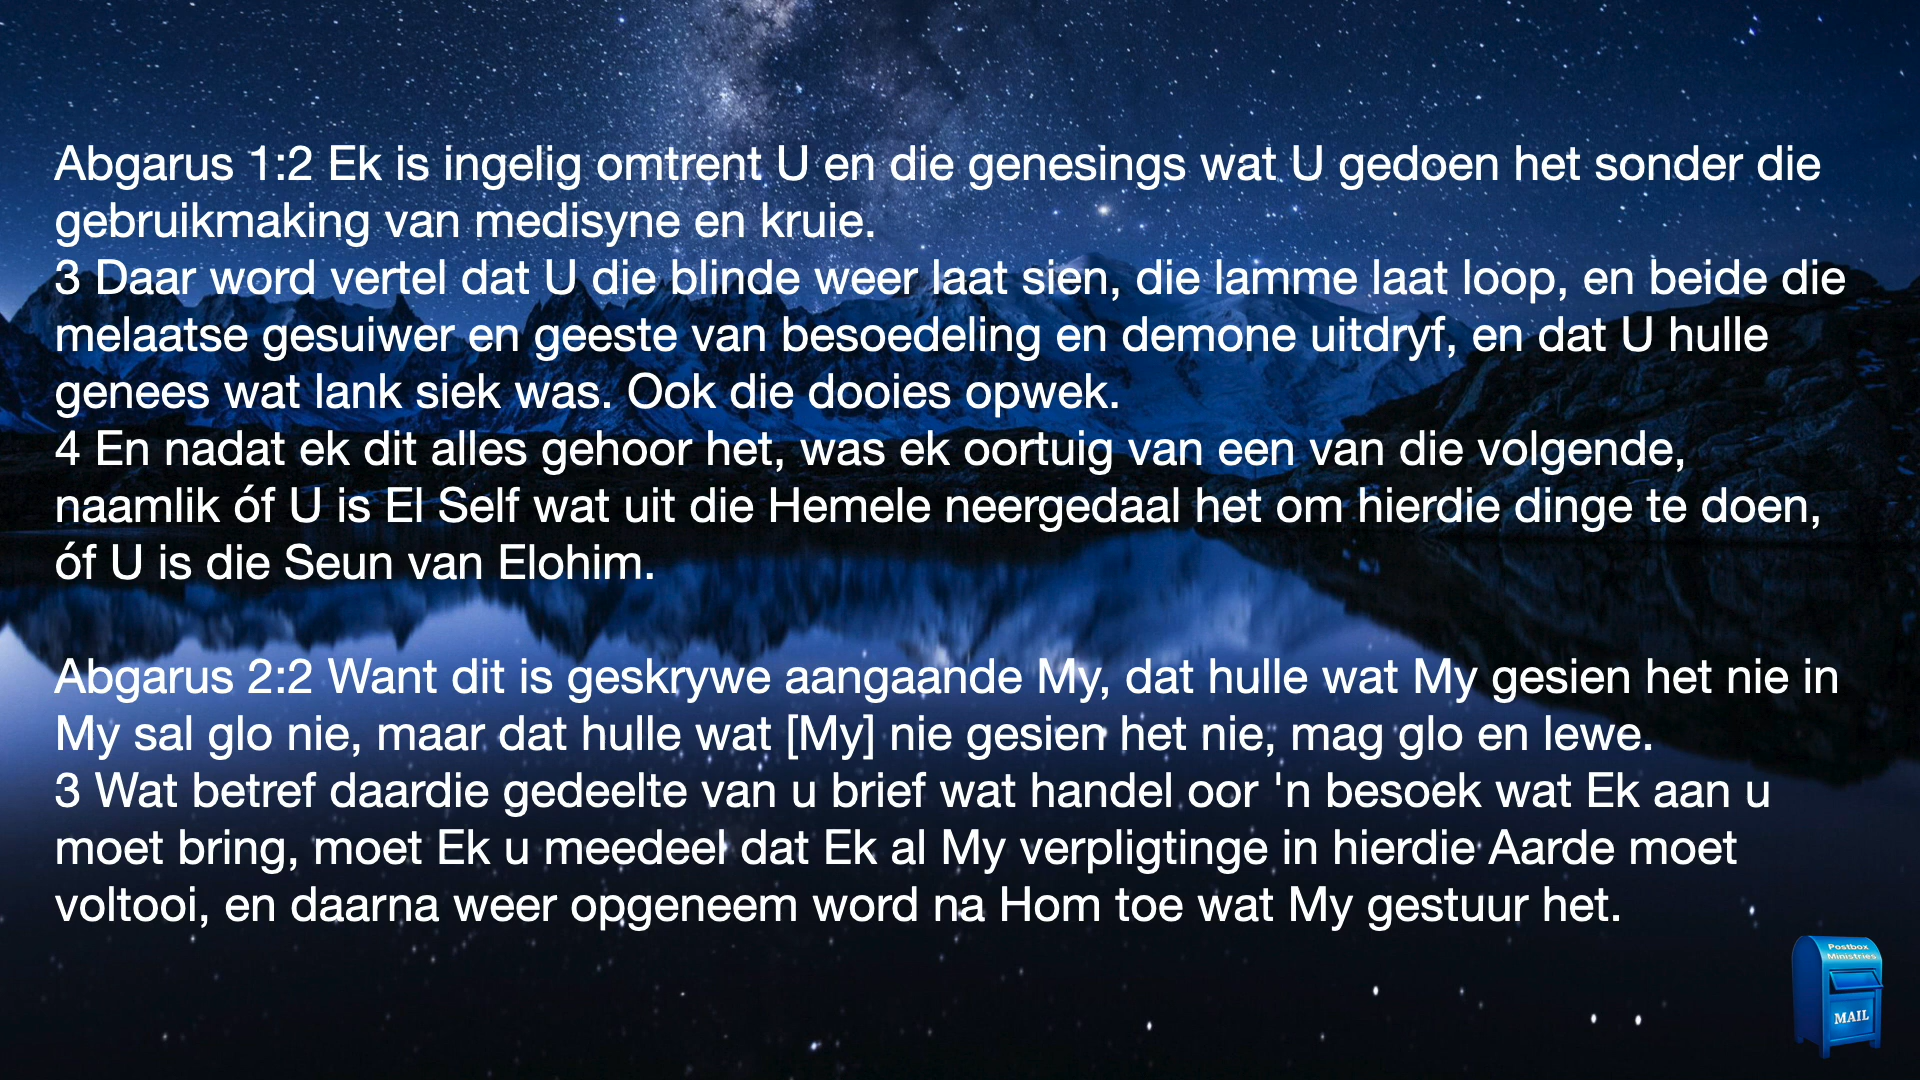 Abgarus 1:2 Ek is ingelig omtrent U en die genesings wat U gedoen het sonder die
gebruikmaking van medisyne en kruie.
3 Daar word vertel dat U die blinde weer laat sien, die lamme laat loop, en beide die
melaatse gesuiwer en geeste van besoedeling en demone uitdryf, en dat U hulle
genees wat lank siek was. Ook die dooies opwek.
4 En nadat ek dit alles gehoor het, was ek oortuig van een van die volgende,
naamlik óf U is El Self wat uit die Hemele neergedaal het om hierdie dinge te doen,
óf U is die Seun van Elohim.
Abgarus 2:2 Want dit is geskrywe aangaande My, dat hulle wat My gesien het nie in
My sal glo nie, maar dat hulle wat [My] nie gesien het nie, mag glo en lewe.
3 Wat betref daardie gedeelte van u brief wat handel oor 'n besoek wat Ek aan u
moet bring, moet Ek u meedeel dat Ek al My verpligtinge in hierdie Aarde moet
voltooi, en daarna weer opgeneem word na Hom toe wat My gestuur het.
Postbox
Ministries
MAIL